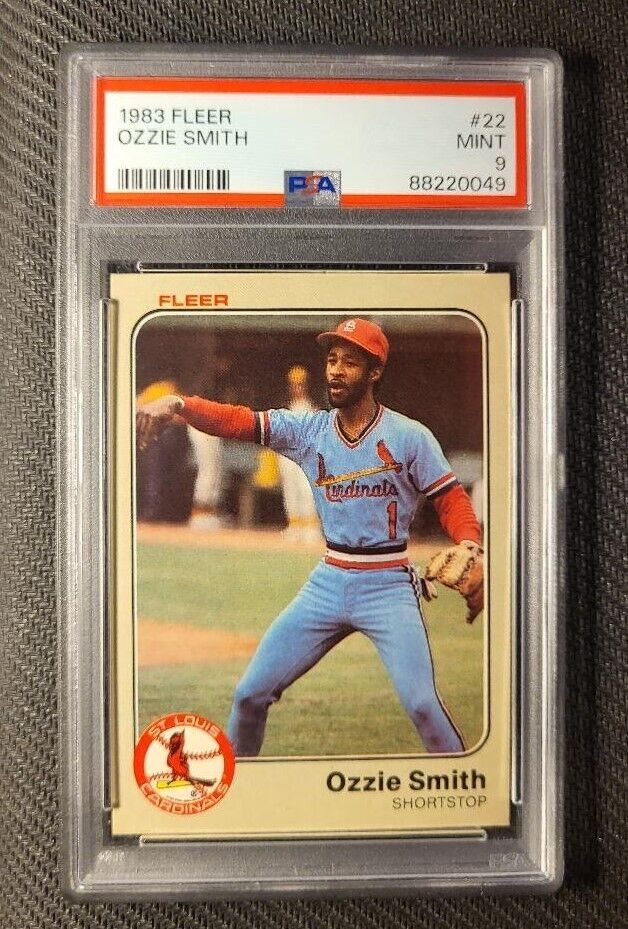 1983 FLEER #22
OZZIE SMITH MINT
9
PSA 88220049
FLEER
Cardinals
1
ST LOUIS
CARDINALS
Ozzie Smith
SHORTSTOP